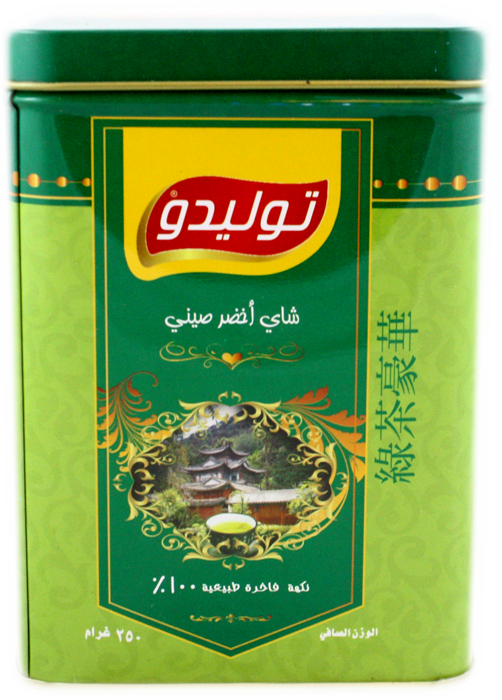 توليدو®
شاي أخضر صيني
華豪茶綠
نكهة فاخرة طبيعية ١٠٠٪
الوزن الصافي
٢٥٠ غرام